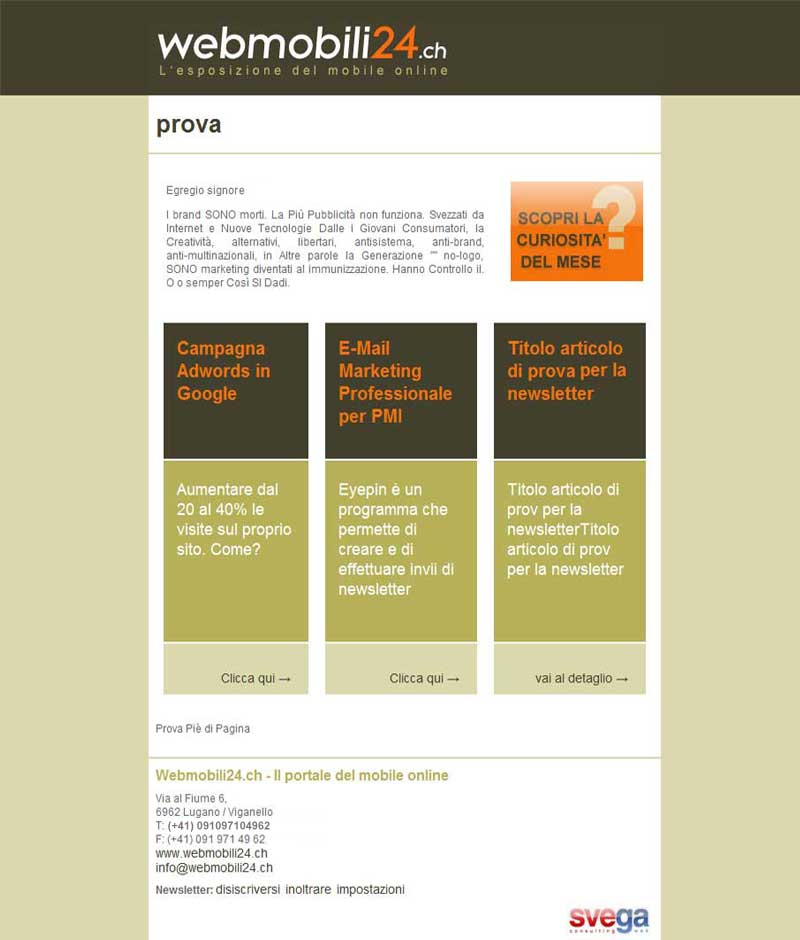 webmobili24.ch
L'esposizione del mobile online
prova
Egregio signore
I brand SONO morti. La Più Pubblicità non funziona. Svezzati da
Internet e Nuove Tecnologie Dalle i Giovani Consumatori, la
Creatività, alternativi, libertari, antisistema, anti-brand,
anti-multinazionali, in Altre parole la Generazione "" no-logo,
SONO marketing diventati al immunizzazione. Hanno Controllo il.
O o semper Così SI Dadi.
?
SCOPRI LA
CURIOSITA'
DEL MESE
Campagna
Adwords in
Google
Aumentare dal
20 al 40% le
visite sul proprio
sito. Come?
Clicca qui →
E-Mail
Marketing
Professionale
per PMI
Eyepin è un
programma che
permette di
creare e di
effettuare invii di
newsletter
Clicca qui →
Titolo articolo
di prova per la
newsletter
Titolo articolo di
prov per la
newsletterTitolo
articolo di prov
per la newsletter
vai al detaglio →
Prova Piè di Pagina
Webmobili24.ch - Il portale del mobile online
Via al Fiume 6,
6962 Lugano / Viganello
T: (+41) 091097104962
F: (+41) 091 971 49 62
www.webmobili24.ch
info@webmobili24.ch
Newsletter: disiscriversi inoltrare impostazioni
svega
consulting web